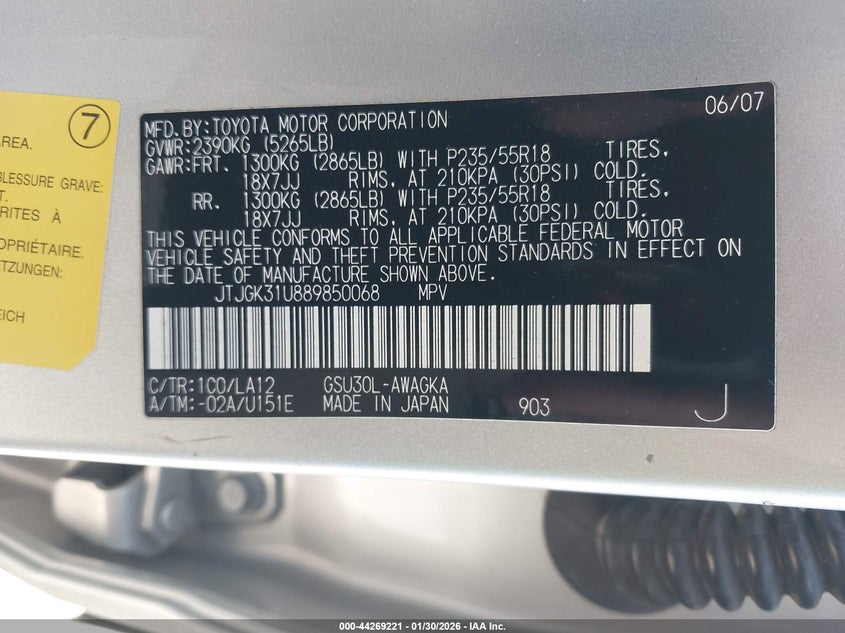 7
AREA.
BLESSURE GRAVE:
T.
RITES À
OPRIÉTAIRE.
ETZUNGEN:
EICH
06/07
MFD.BY:TOYOTA MOTOR CORPORATION
GVWR:2390KG (5265LB)
GAWR:FRT. 1300KG (2865LB) WITH P235/55R18 TIRES,
18X7JJ RIMS, AT 210KPA (30PSI) COLD.
RR. 1300KG (2865LB) WITH P235/55R18 TIRES,
18X7JJ RIMS, AT 210KPA (30PSI) COLD.
THIS VEHICLE CONFORMS TO ALL APPLICABLE FEDERAL MOTOR
VEHICLE SAFETY AND THEFT PREVENTION STANDARDS IN EFFECT ON
THE DATE OF MANUFACTURE SHOWN ABOVE.
JTJGK31U889850068 MPV
C/TR:1C0/LA12 GSU30L-AWAGKA
A/TM:-02A/U151E MADE IN JAPAN 903 J
000-44269221 - 01/30/2026 - IAA Inc.